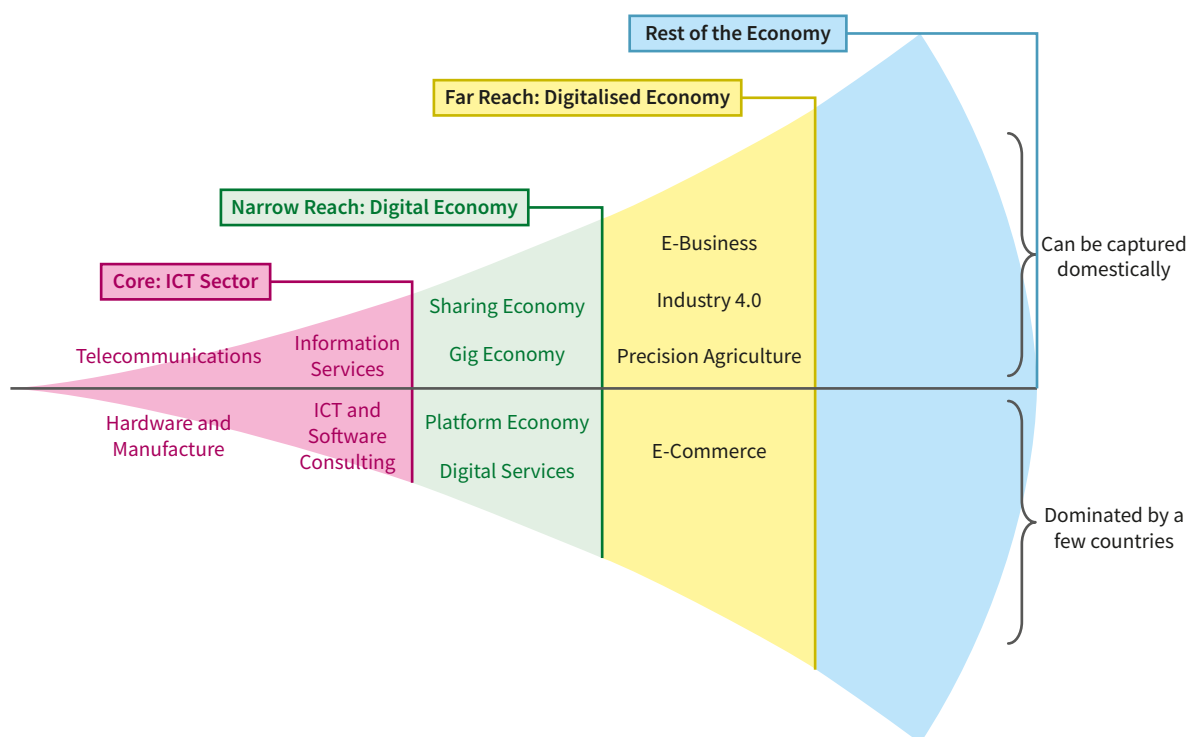 Rest of the Economy
Far Reach: Digitalised Economy
Narrow Reach: Digital Economy
Core: ICT Sector
Telecommunications
Information
Services
Hardware and
Manufacture
ICT and
Software
Consulting
Sharing Economy
Gig Economy
Platform Economy
Digital Services
E-Business
Industry 4.0
Precision Agriculture
E-Commerce
Can be captured
domestically
Dominated by a
few countries